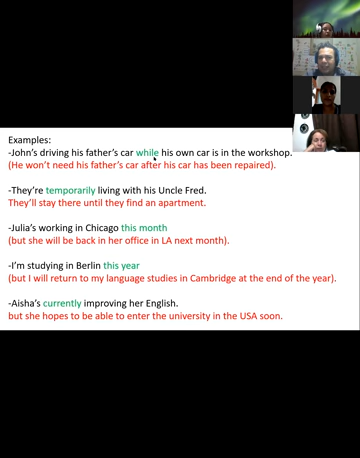 Examples:
-John's driving his father's car while his own car is in the workshop.
(He won't need his father's car after his car has been repaired).
-They're temporarily living with his Uncle Fred.
They'll stay there until they find an apartment.
-Julia's working in Chicago this month
(but she will be back in her office in LA next month).
-I'm studying in Berlin this year
(but I will return to my language studies in Cambridge at the end of the year).
-Aisha's currently improving her English.
but she hopes to be able to enter the university in the USA soon.